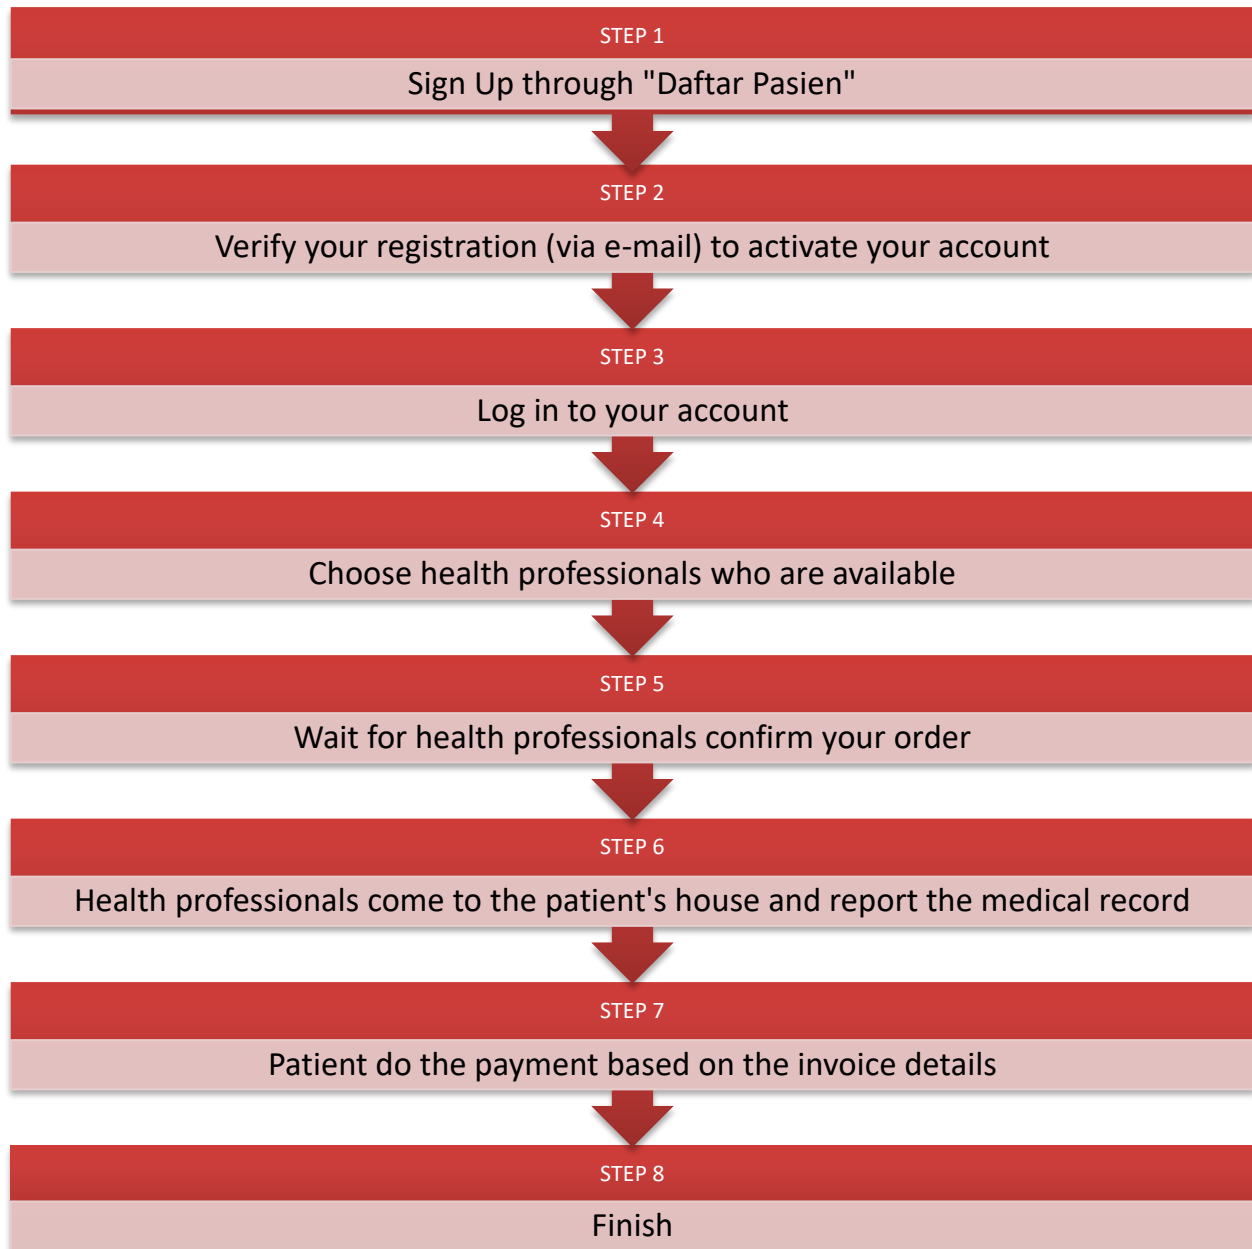 STEP 1
Sign Up through "Daftar Pasien"
STEP 2
Verify your registration (via e-mail) to activate your account
STEP 3
Log in to your account
STEP 4
Choose health professionals who are available
STEP 5
Wait for health professionals confirm your order
STEP 6
Health professionals come to the patient's house and report the medical record
STEP 7
Patient do the payment based on the invoice details
STEP 8
Finish